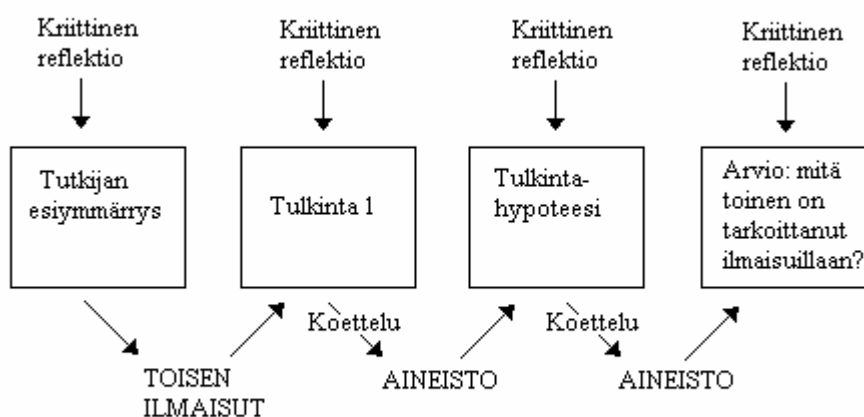 Kriittinen
reflektio
Kriittinen
reflektio
Kriittinen
reflektio
Kriittinen
reflektio
Tutkijan
esiymmärrys
Tulkinta 1
Tulkinta-
hypoteesi
Arvio: mitä
toinen on
tarkoittanut
ilmaisuillaan?
Koettelu
Koettelu
TOISEN
ILMAISUT
AINEISTO
AINEISTO